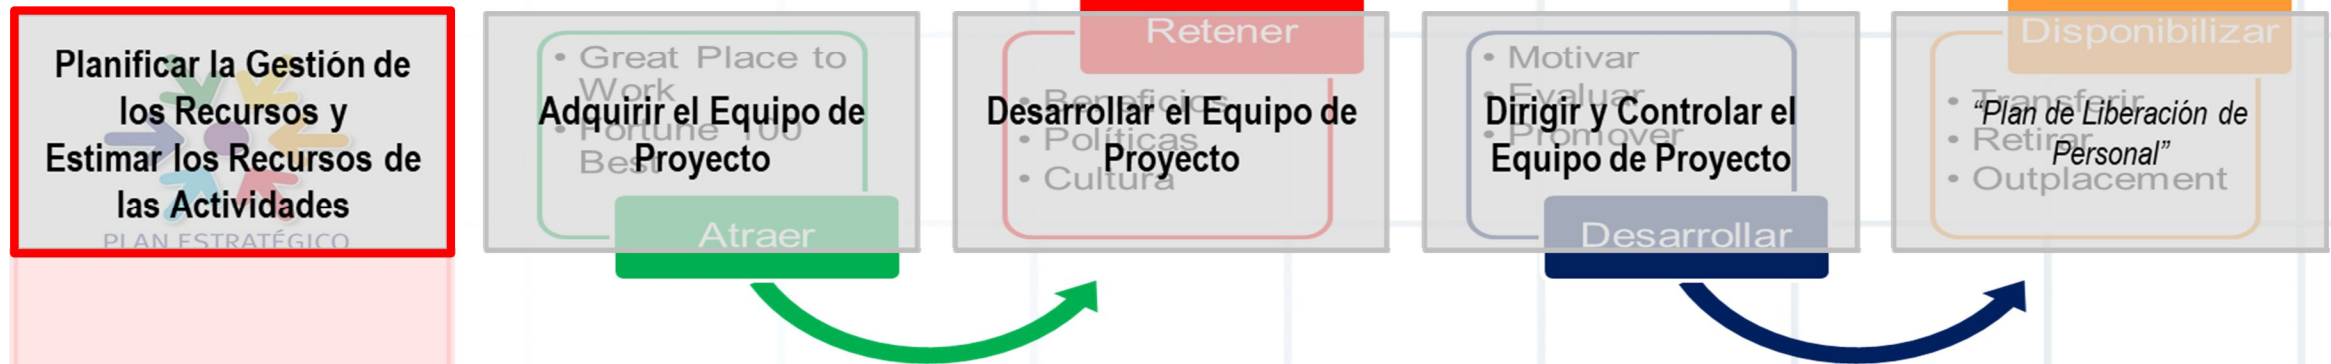 Planificar la Gestión de
los Recursos y
Estimar los Recursos de
las Actividades
PLAN ESTRATÉGICO
• Great Place to
Work
• Fortune 100
Best
Adquirir el Equipo de
Proyecto
Atraer
Retener
• Beneficios
• Políticas
• Cultura
Desarrollar el Equipo de
Proyecto
• Motivar
• Evaluar
• Promover
Dirigir y Controlar el
Equipo de Proyecto
Desarrollar
Disponibilizar
• Transferir
• Retirar
• Outplacement
“Plan de Liberación de
Personal”